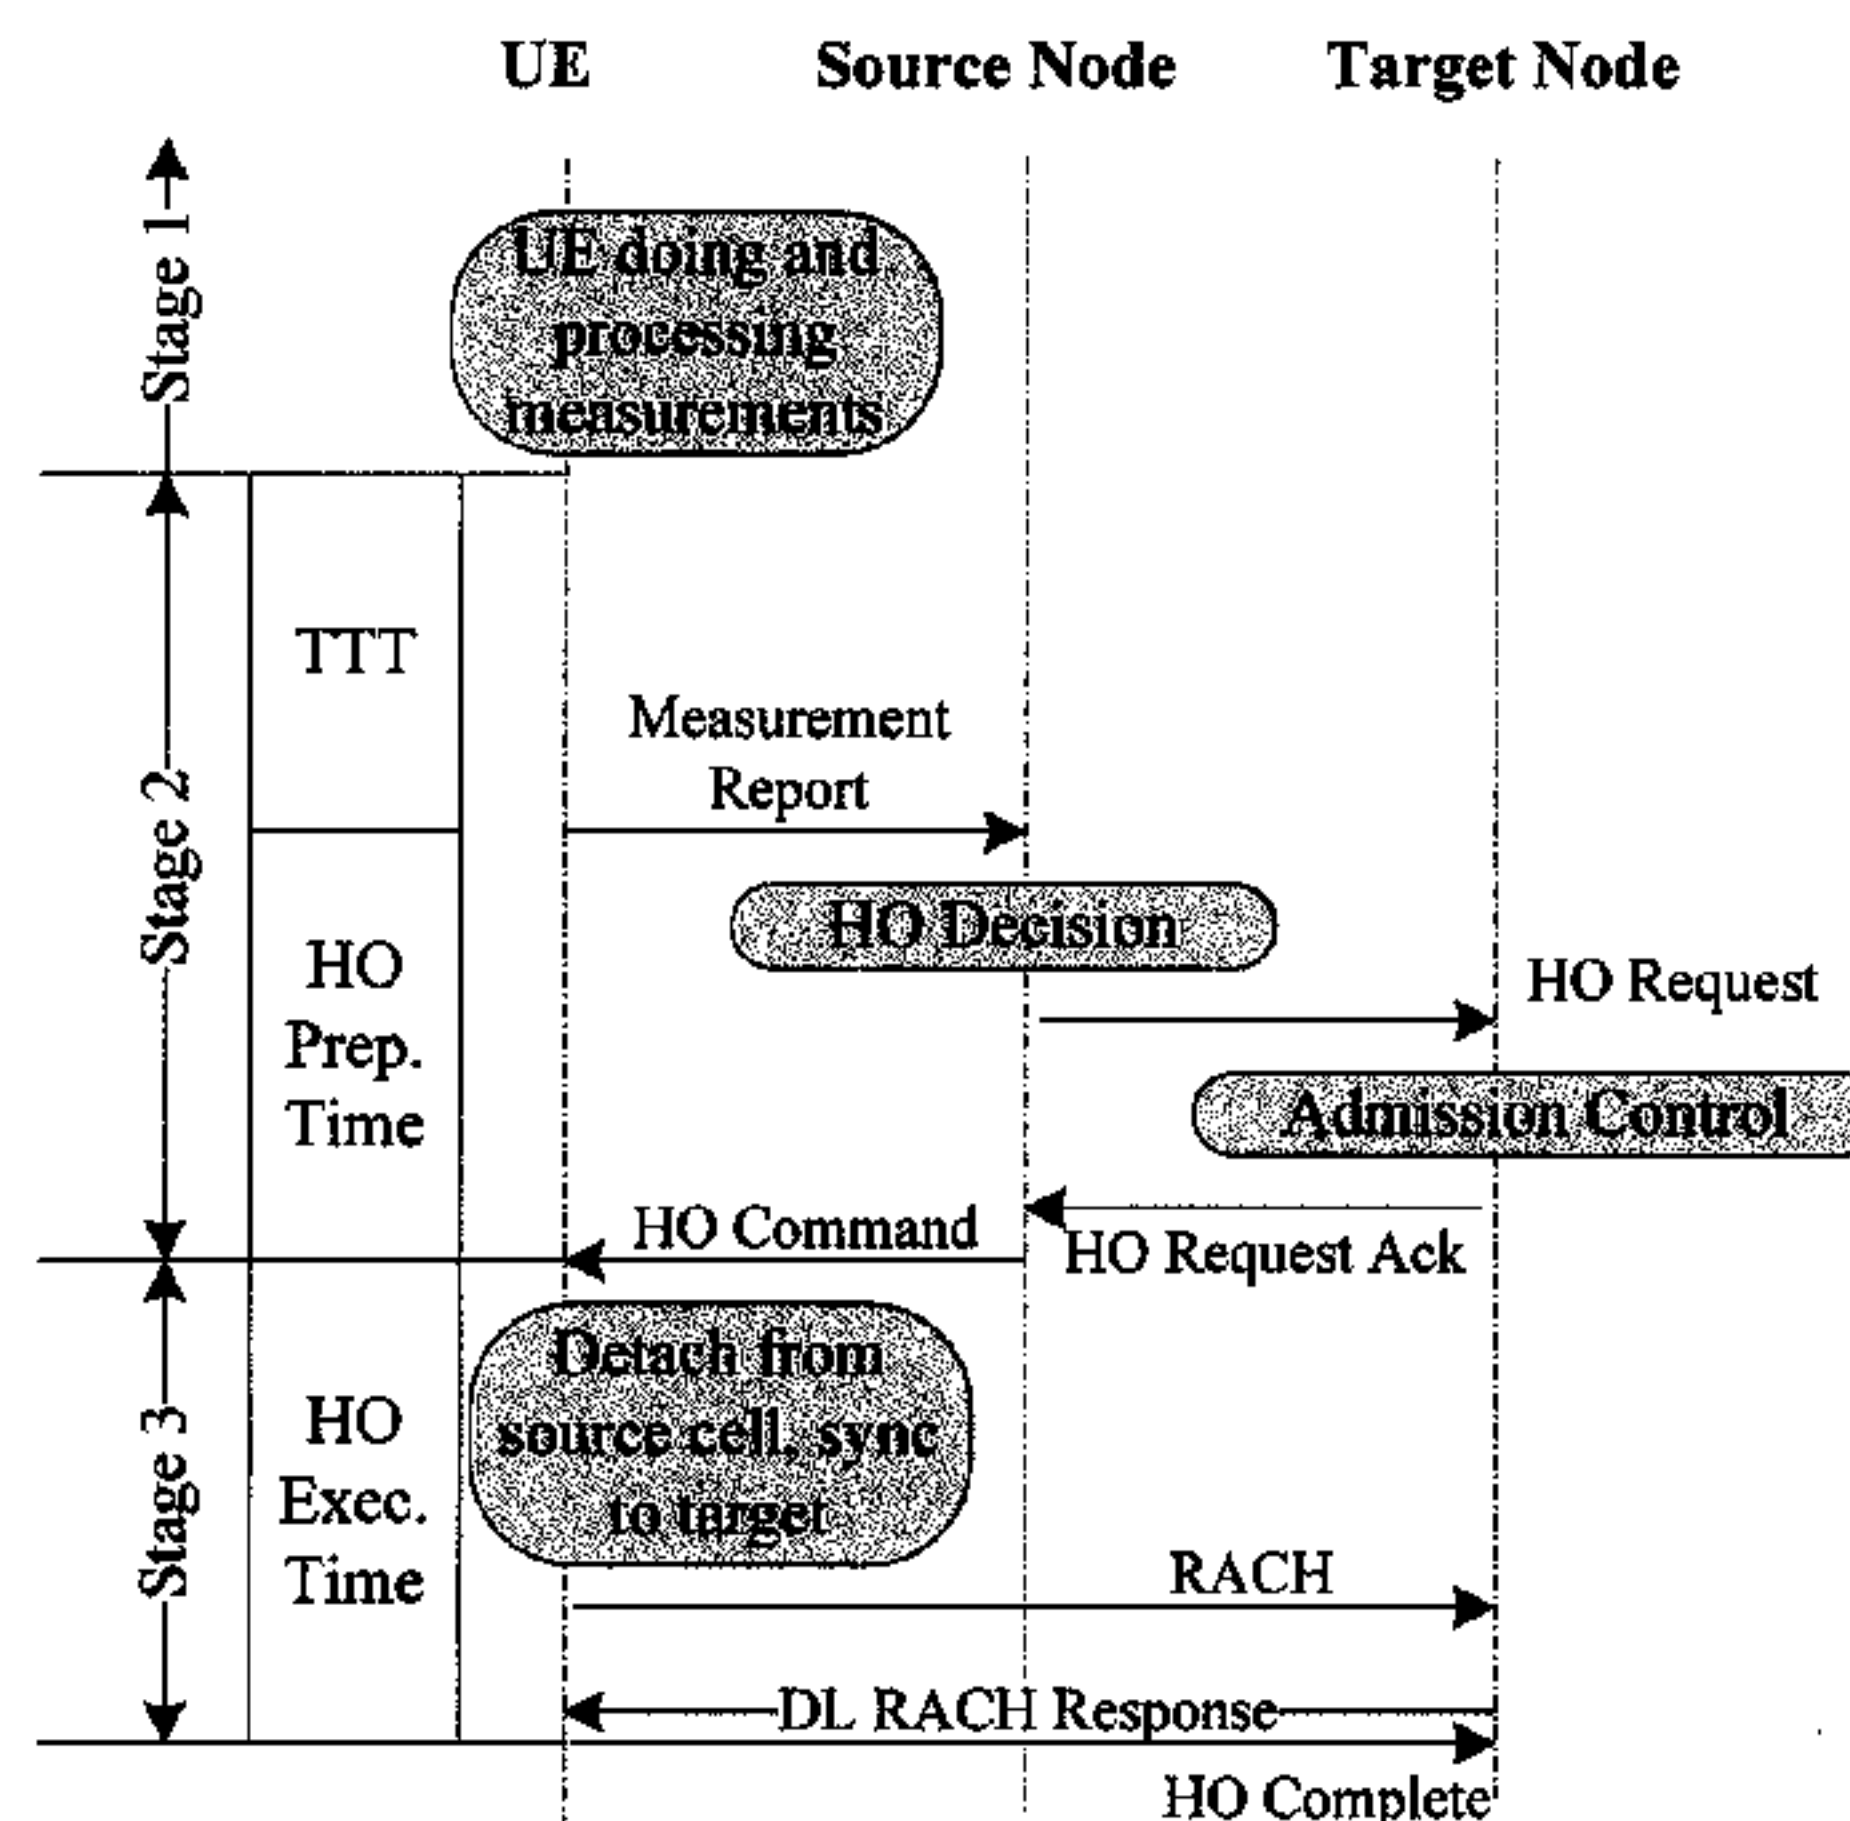 UE
Source Node
Target Node
Stage 1
UE doing and
processing
measurements
Stage 2
TTT
Measurement
Report
HO Decision
HO
Prep.
Time
HO Request
Admission Control
HO Command
HO Request Ack
Stage 3
Detach from
source cell, sync
to target
HO
Exec.
Time
RACH
DL RACH Response
HO Complete